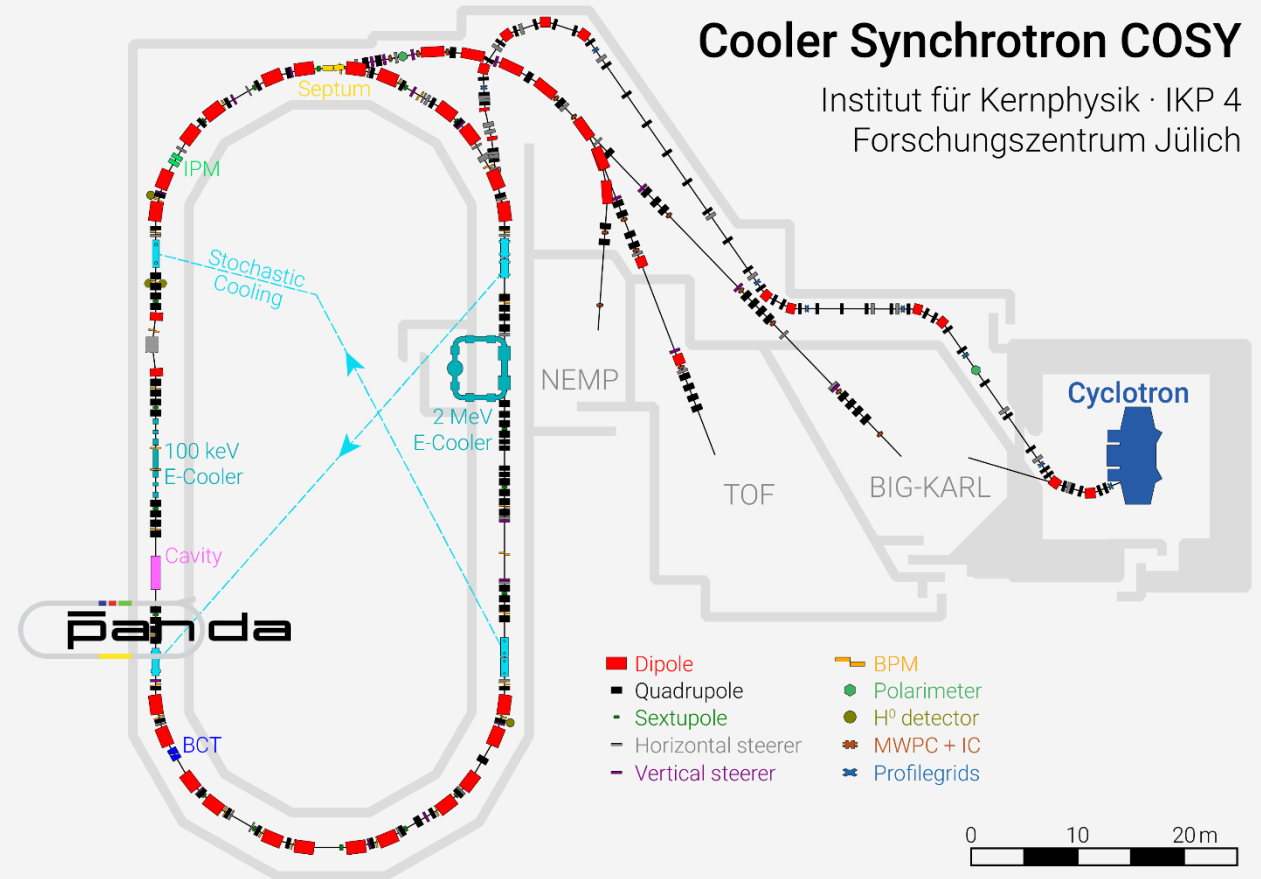 Cooler Synchrotron COSY
Institut für Kernphysik · IKP 4
Forschungszentrum Jülich
Septum
IPM
Stochastic
Cooling
NEMP
Cyclotron
2 MeV
E-Cooler
100 keV
E-Cooler
TOF
BIG-KARL
Cavity
p̅anda
BCT
Dipole
Quadrupole
Sextupole
Horizontal steerer
Vertical steerer
BPM
Polarimeter
H⁰ detector
MWPC + IC
Profilegrids
0 10 20 m